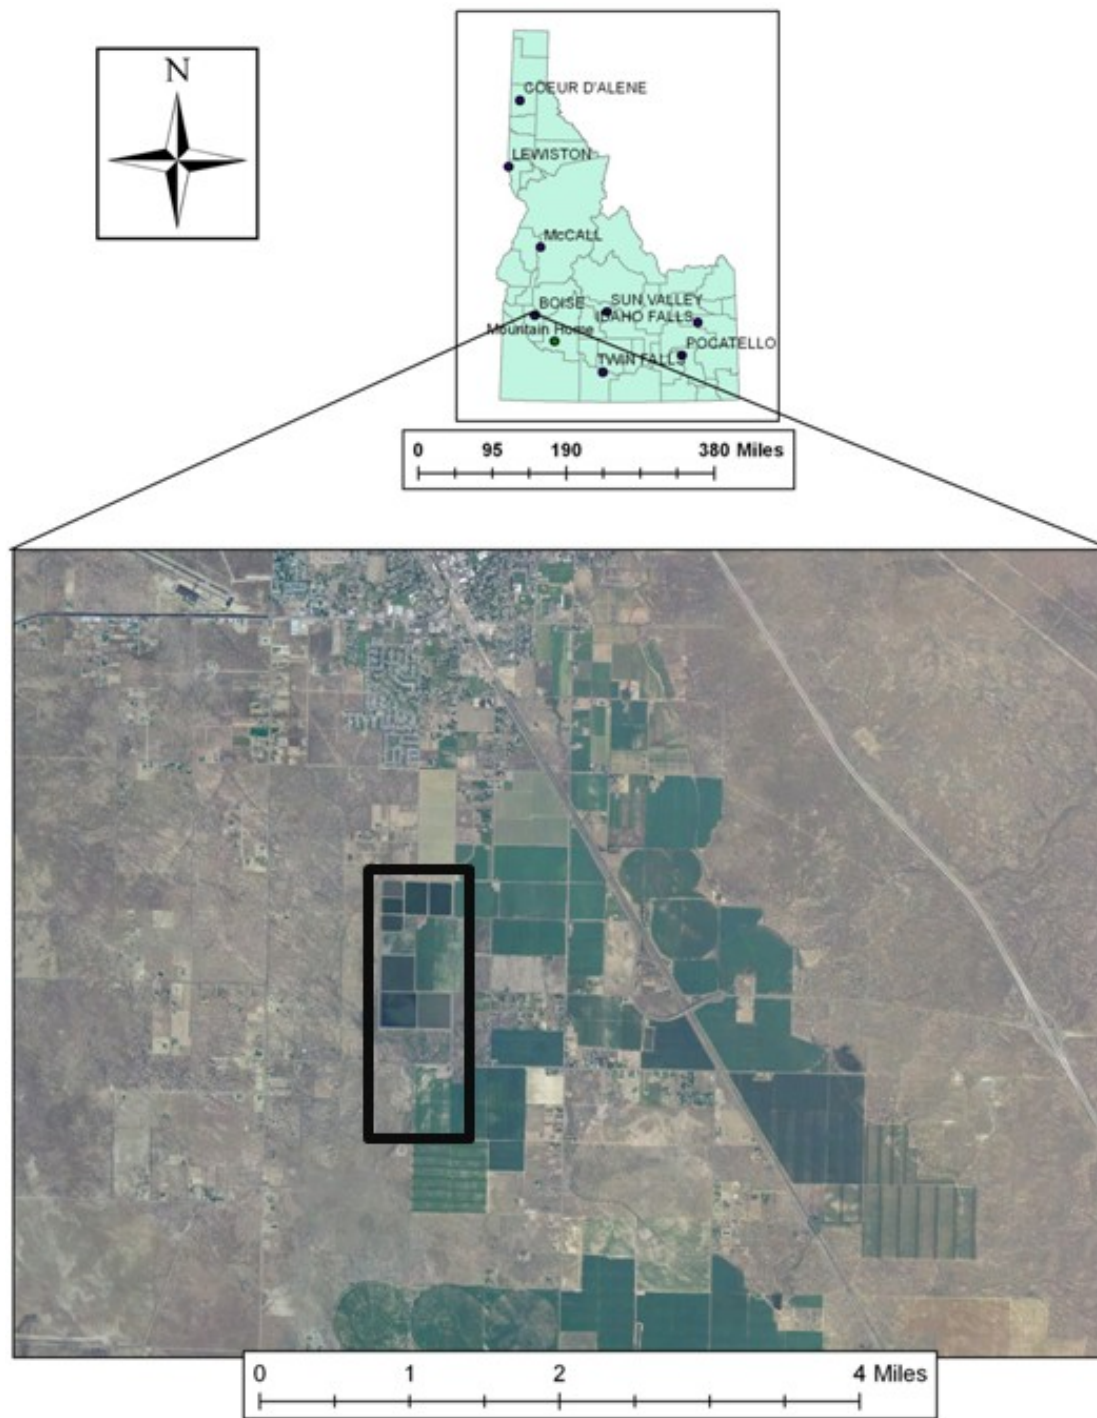 N
COEUR D'ALENE
LEWISTON
McCALL
BOISE
SUN VALLEY
IDAHO FALLS
Mountain Home
POCATELLO
TWIN FALLS
0 95 190 380 Miles
0 1 2 4 Miles